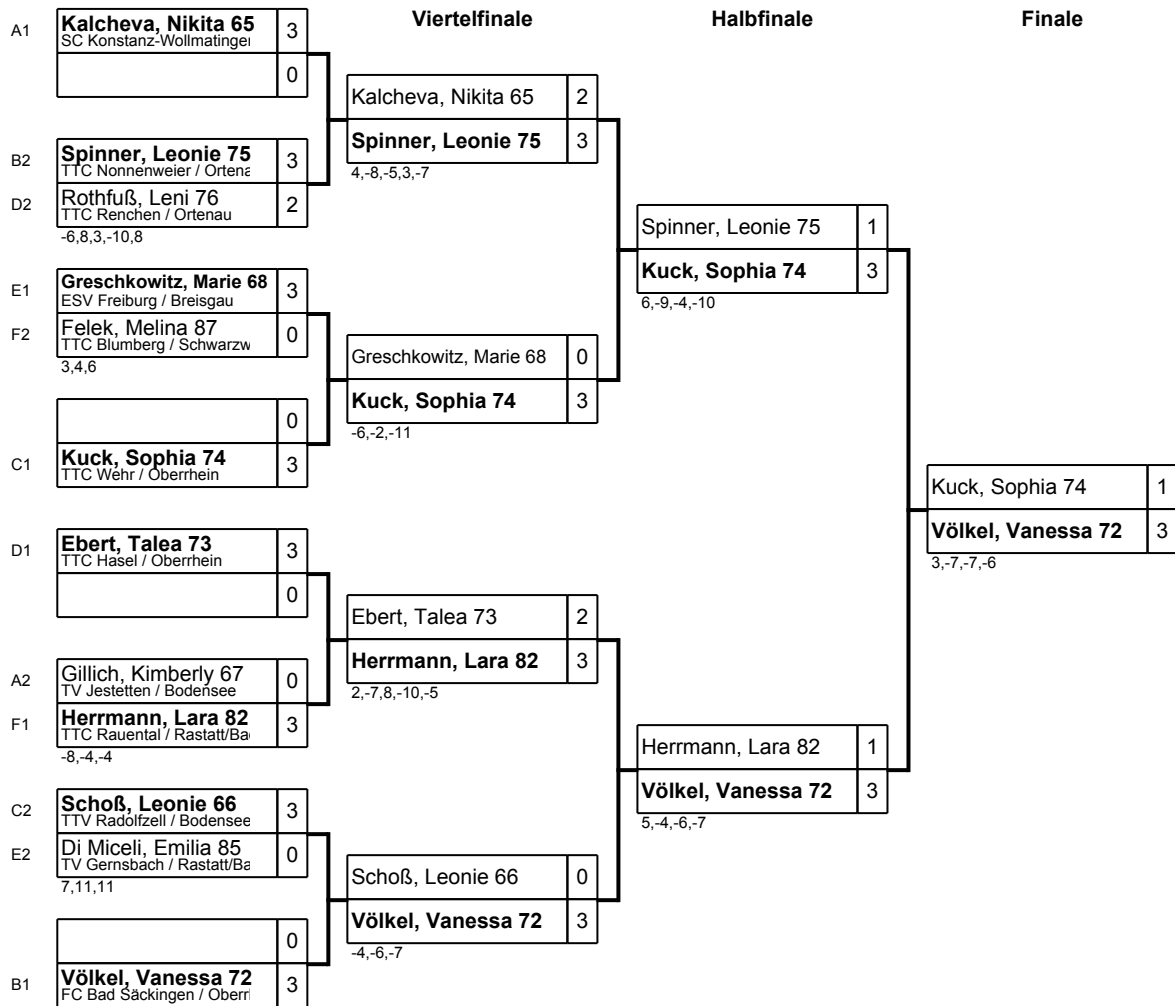 Viertelfinale
Halbfinale
Finale
A1
Kalcheva, Nikita 65
3
SC Konstanz-Wollmatinge
0
B2
Spinner, Leonie 75
3
TTC Nonnenweier / Ortena
D2
Rothfuß, Leni 76
2
TTC Renchen / Ortenau
-6,8,3,-10,8
E1
Greschkowitz, Marie 68
3
ESV Freiburg / Breisgau
F2
Felek, Melina 87
0
TTC Blumberg / Schwarzw
3,4,6
0
C1
Kuck, Sophia 74
3
TTC Wehr / Oberrhein
D1
Ebert, Talea 73
3
TTC Hasel / Oberrhein
0
A2
Gillich, Kimberly 67
0
TV Jestetten / Bodensee
F1
Herrmann, Lara 82
3
TTC Rauental / Rastatt/Ba
-8,-4,-4
C2
Schoß, Leonie 66
3
TTV Radolfzell / Bodensee
E2
Di Miceli, Emilia 85
0
TV Gernsbach / Rastatt/Ba
7,11,11
0
B1
Völkel, Vanessa 72
3
FC Bad Säckingen / Oberr
Kalcheva, Nikita 65
2
Spinner, Leonie 75
3
4,-8,-5,3,-7
Greschkowitz, Marie 68
0
Kuck, Sophia 74
3
-6,-2,-11
Ebert, Talea 73
2
Herrmann, Lara 82
3
2,-7,8,-10,-5
Schoß, Leonie 66
0
Völkel, Vanessa 72
3
-4,-6,-7
Spinner, Leonie 75
1
Kuck, Sophia 74
3
6,-9,-4,-10
Herrmann, Lara 82
1
Völkel, Vanessa 72
3
5,-4,-6,-7
Kuck, Sophia 74
1
Völkel, Vanessa 72
3
3,-7,-7,-6